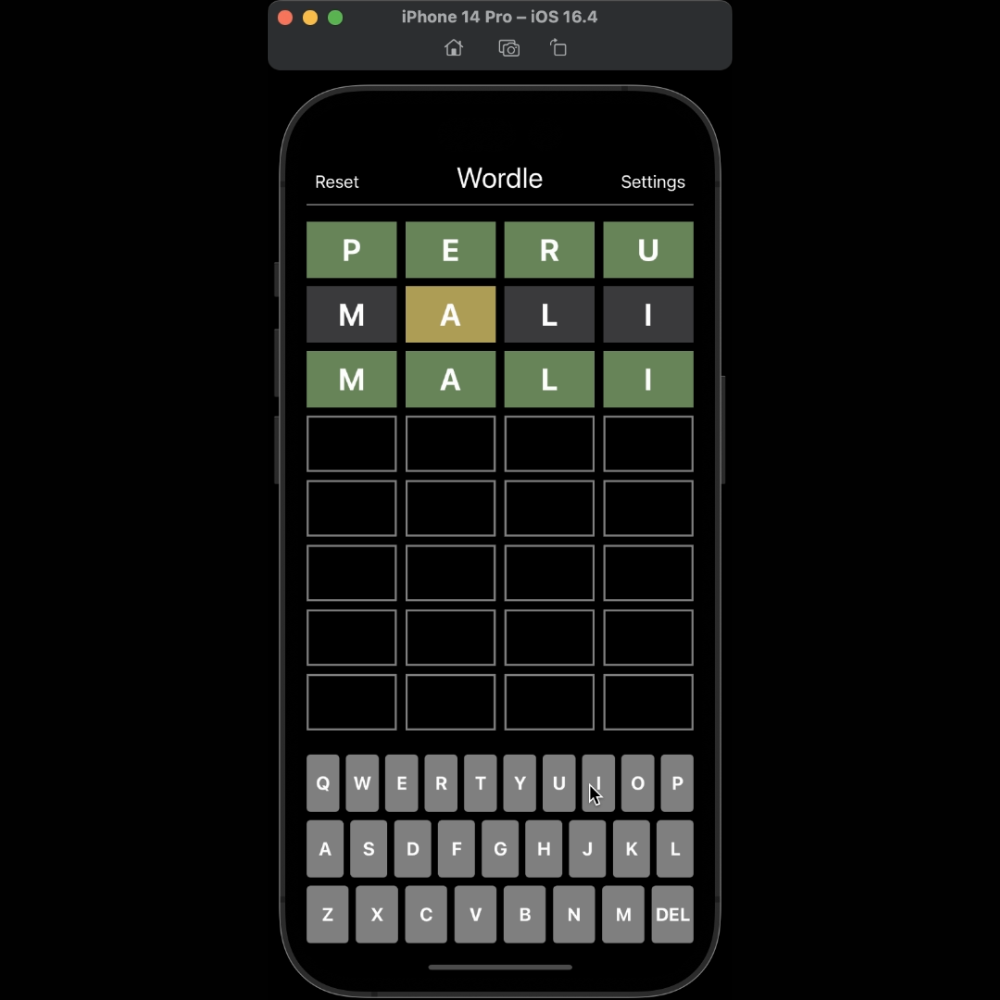 iPhone 14 Pro – iOS 16.4
Reset Wordle Settings
P E R U
M A L I
M A L I
Q W E R T Y U I O P
A S D F G H J K L
Z X C V B N M DEL